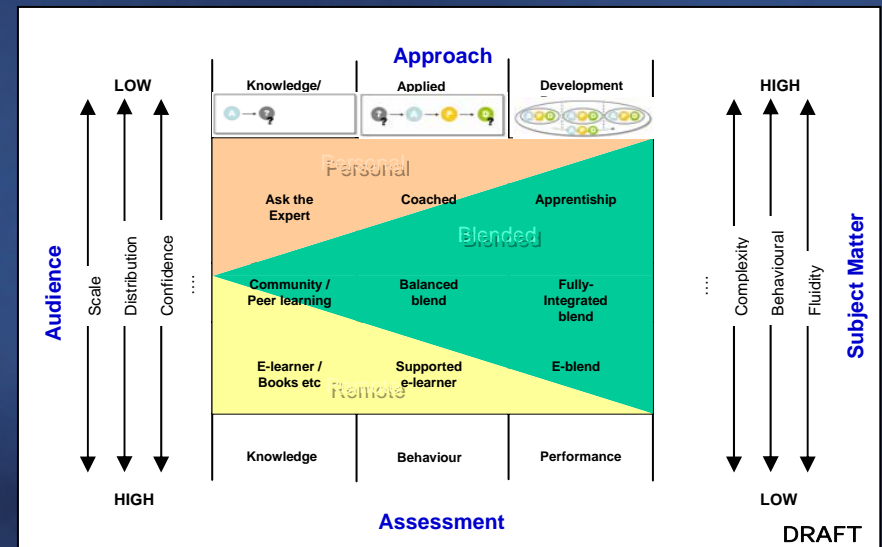 Approach
LOW
Knowledge/
Applied
Development
HIGH
A
?
?
A
P
D
?
A P D
A P D
A P D
A P D
Personal
Ask the
Expert
Coached
Apprentiship
Blended
Community /
Peer learning
Balanced
blend
Fully-
Integrated
blend
E-learner /
Books etc
Supported
e-learner
E-blend
Remote
Audience
Scale
Distribution
Confidence
....
....
Complexity
Behavioural
Fluidity
Subject Matter
Knowledge
Behaviour
Performance
HIGH
LOW
Assessment
DRAFT